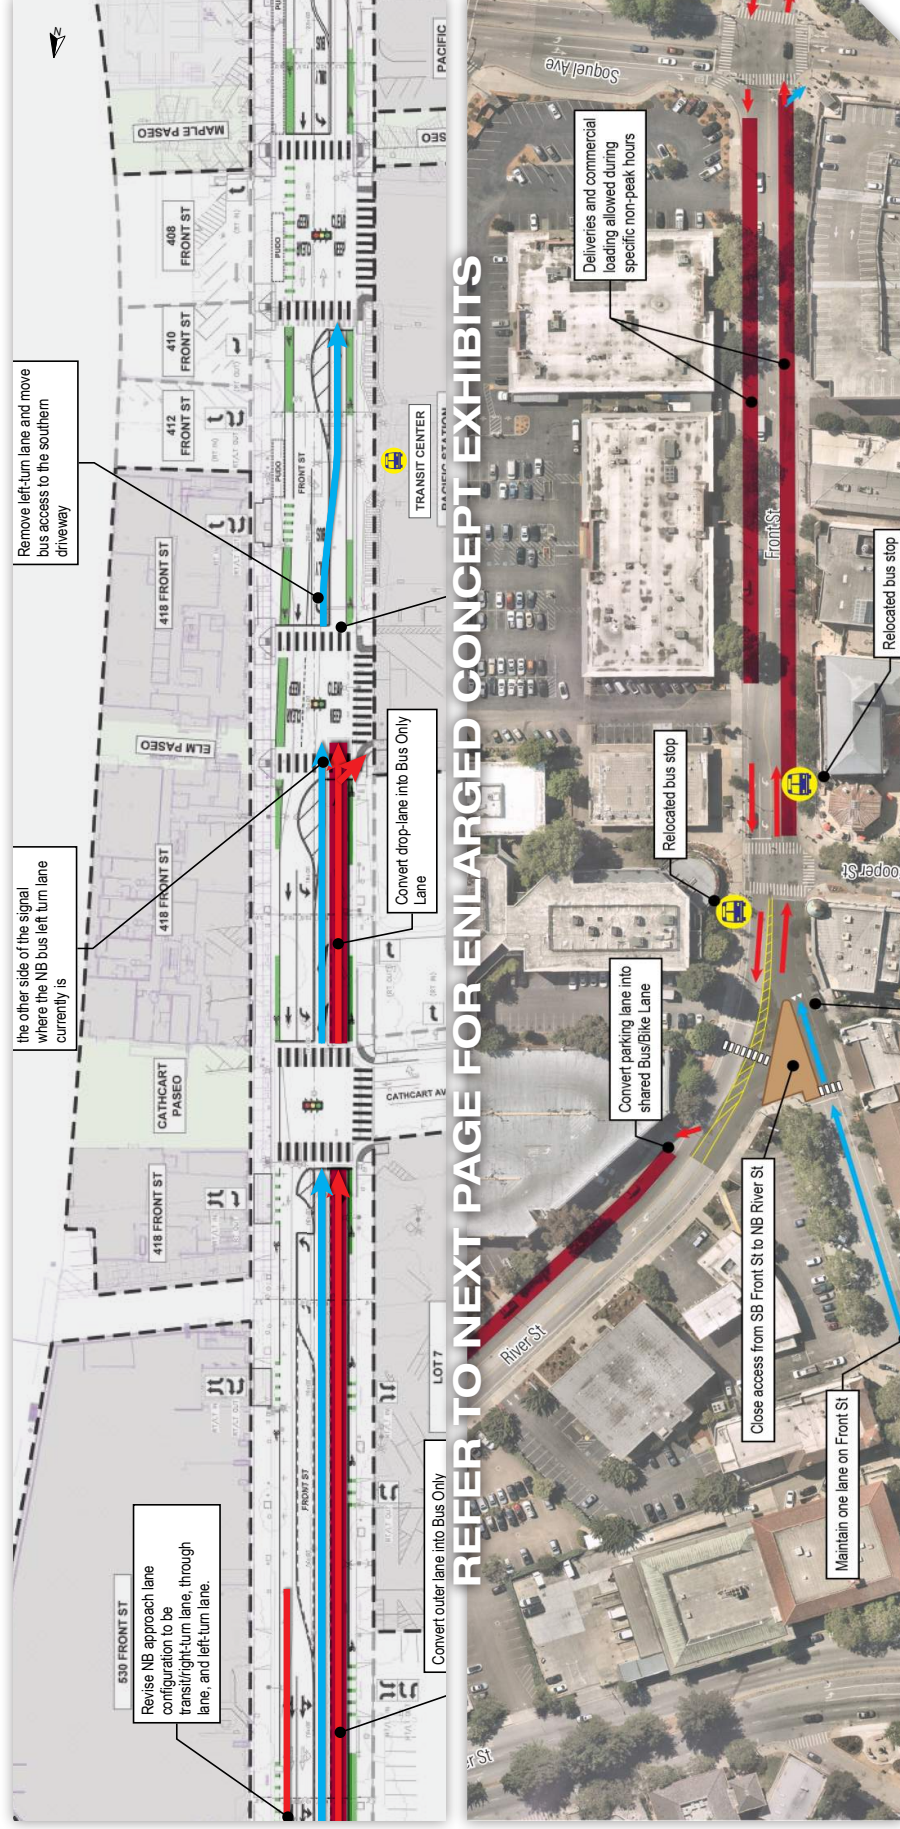 REFER TO NEXT PAGE FOR ENLARGED CONCEPT EXHIBITS
N
MAPLE PASEO
PACIFIC
408
FRONT ST
PUDO
410
FRONT ST
412
FRONT ST
PUDO
FRONT ST
Remove left-turn lane and move
bus access to the southern
driveway
TRANSIT CENTER
PACIFIC STATION
418 FRONT ST
ELM PASEO
418 FRONT ST
the other side of the signal
where the NB bus left turn lane
currently is
Convert drop-lane into Bus Only
Lane
CATHCART
PASEO
CATHCART AV
418 FRONT ST
LOT 7
FRONT ST
530 FRONT ST
Revise NB approach lane
configuration to be
transit/right-turn lane, through
lane, and left-turn lane.
Convert outer lane into Bus Only
Soquel Ave
Deliveries and commercial
loading allowed during
specific non-peak hours
Front St
Relocated bus stop
Relocated bus stop
ooper St
Convert parking lane into
shared Bus/Bike Lane
River St
Close access from SB Front St to NB River St
Maintain one lane on Front St
er St